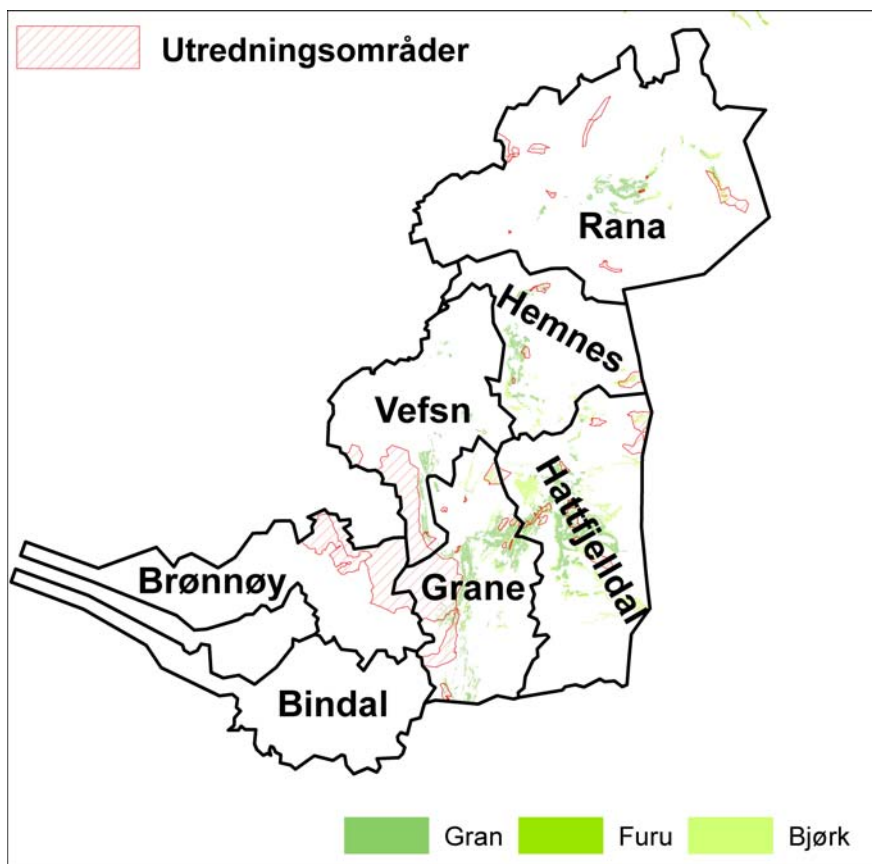 Utredningsområder
Rana
Hemnes
Vefsn
Hattfjelldal
Brønnøy
Grane
Bindal
Gran
Furu
Bjørk